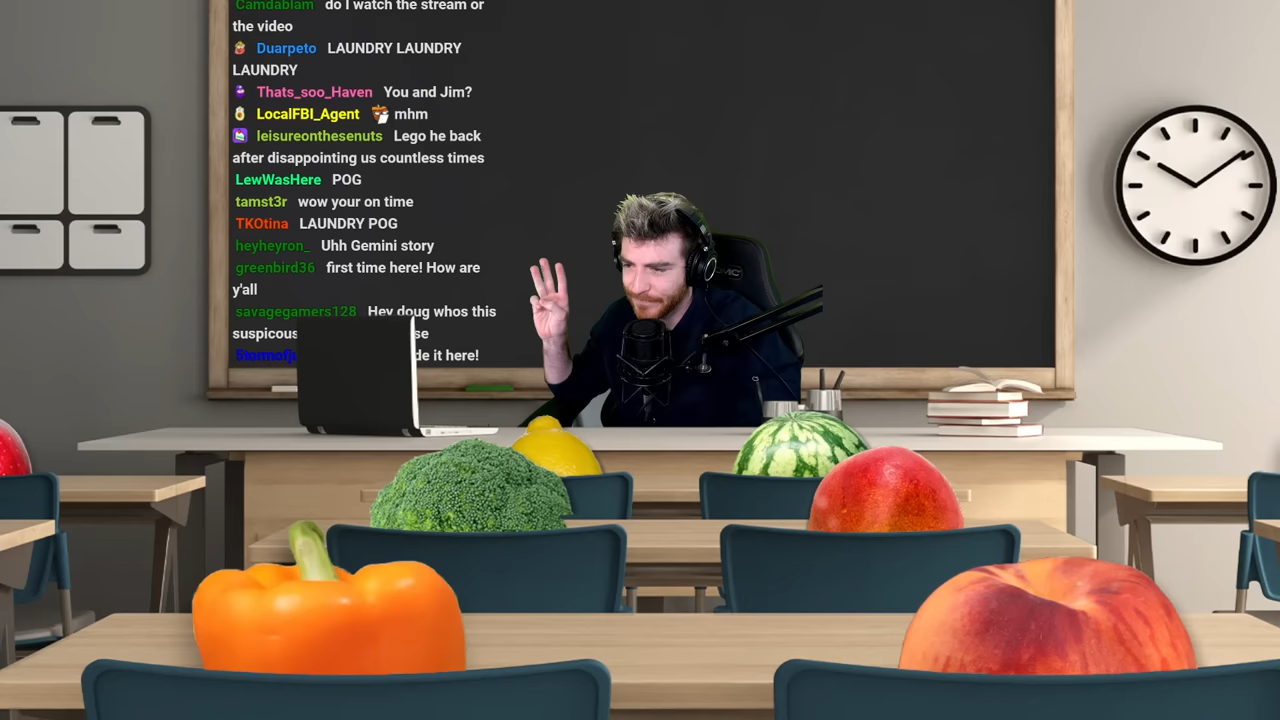 Camdablam do I watch the stream or
the video
Duarpeto LAUNDRY LAUNDRY
LAUNDRY
Thats_soo_Haven You and Jim?
LocalFBI_Agent mhm
leisureonthesenuts Lego he back
after disappointing us countless times
LewWasHere POG
tamst3r wow your on time
TKOtina LAUNDRY POG
heyheyron_ Uhh Gemini story
greenbird36 first time here! How are
y'all
savagegamers128 Hey doug whos this
suspicous
it here!